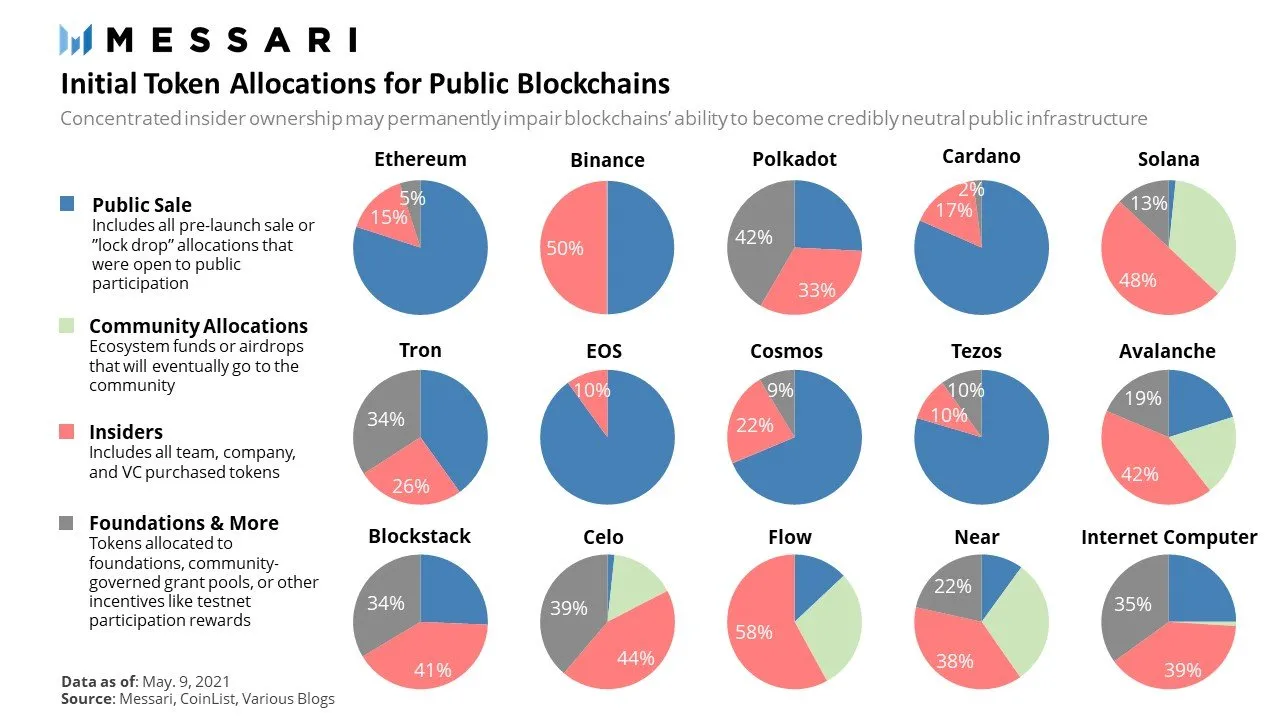 MESSARI
Initial Token Allocations for Public Blockchains
Concentrated insider ownership may permanently impair blockchains' ability to become credibly neutral public infrastructure
Public Sale
Includes all pre-launch sale or
"lock drop" allocations that
were open to public
participation
Community Allocations
Ecosystem funds or airdrops
that will eventually go to the
community
Insiders
Includes all team, company,
and VC purchased tokens
Foundations & More
Tokens allocated to
foundations, community-
governed grant pools, or other
incentives like testnet
participation rewards
Ethereum
5%
15%
Binance
50%
Polkadot
42%
33%
Cardano
2%
17%
Solana
13%
48%
Tron
34%
26%
EOS
10%
Cosmos
9%
22%
Tezos
10%
10%
Avalanche
19%
42%
Blockstack
34%
41%
Celo
39%
44%
Flow
58%
Near
22%
38%
Internet Computer
35%
39%
Data as of: May. 9, 2021
Source: Messari, CoinList, Various Blogs